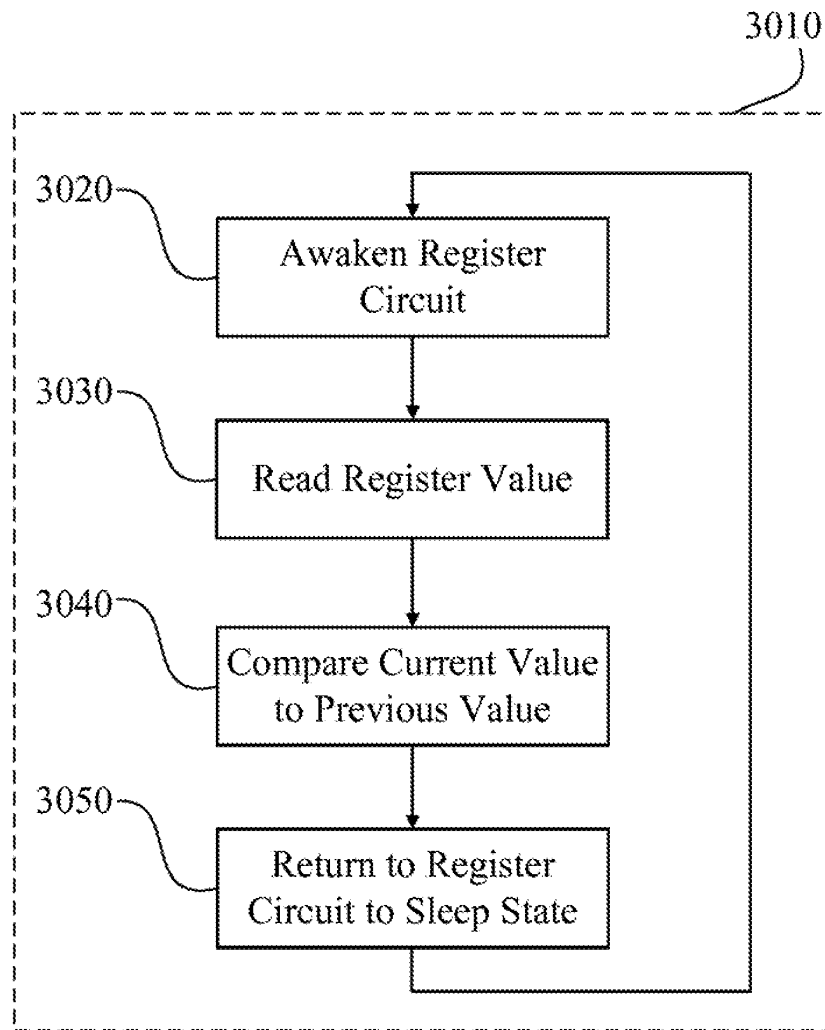 3010
3020
Awaken Register
Circuit
3030
Read Register Value
3040
Compare Current Value
to Previous Value
3050
Return to Register
Circuit to Sleep State